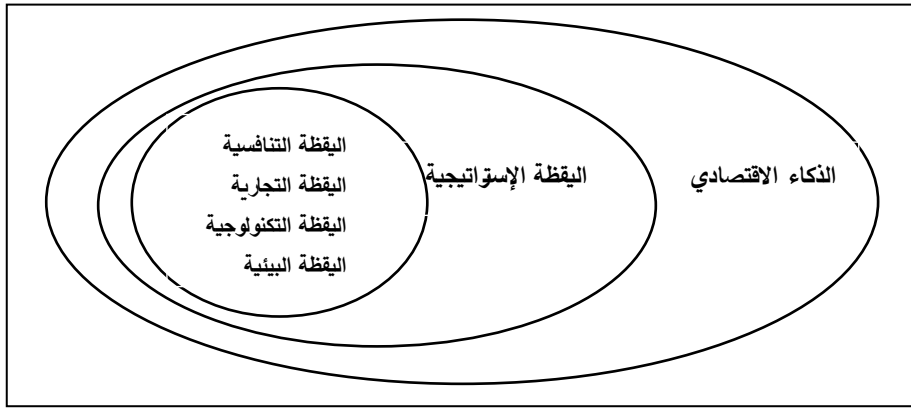 اليقظة التنافسية
اليقظة التجارية
اليقظة التكنولوجية
اليقظة البيئية
اليقظة الإستراتيجية
الذكاء الاقتصادي